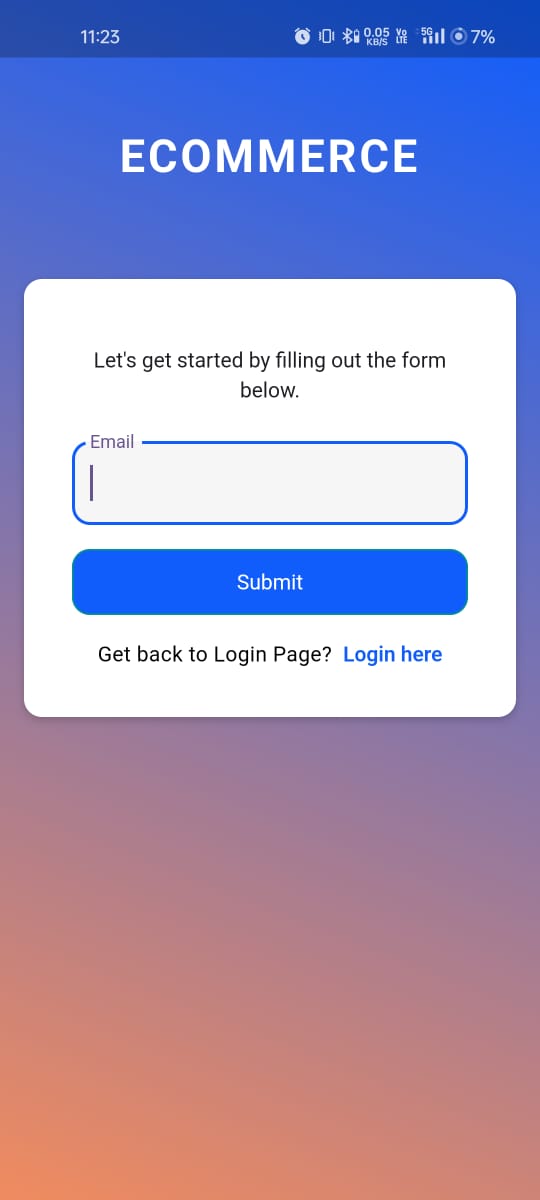 11:23 0.05 KB/S Vo LTE 5G 7%
ECOMMERCE
Let's get started by filling out the form
below.
Email
Submit
Get back to Login Page? Login here